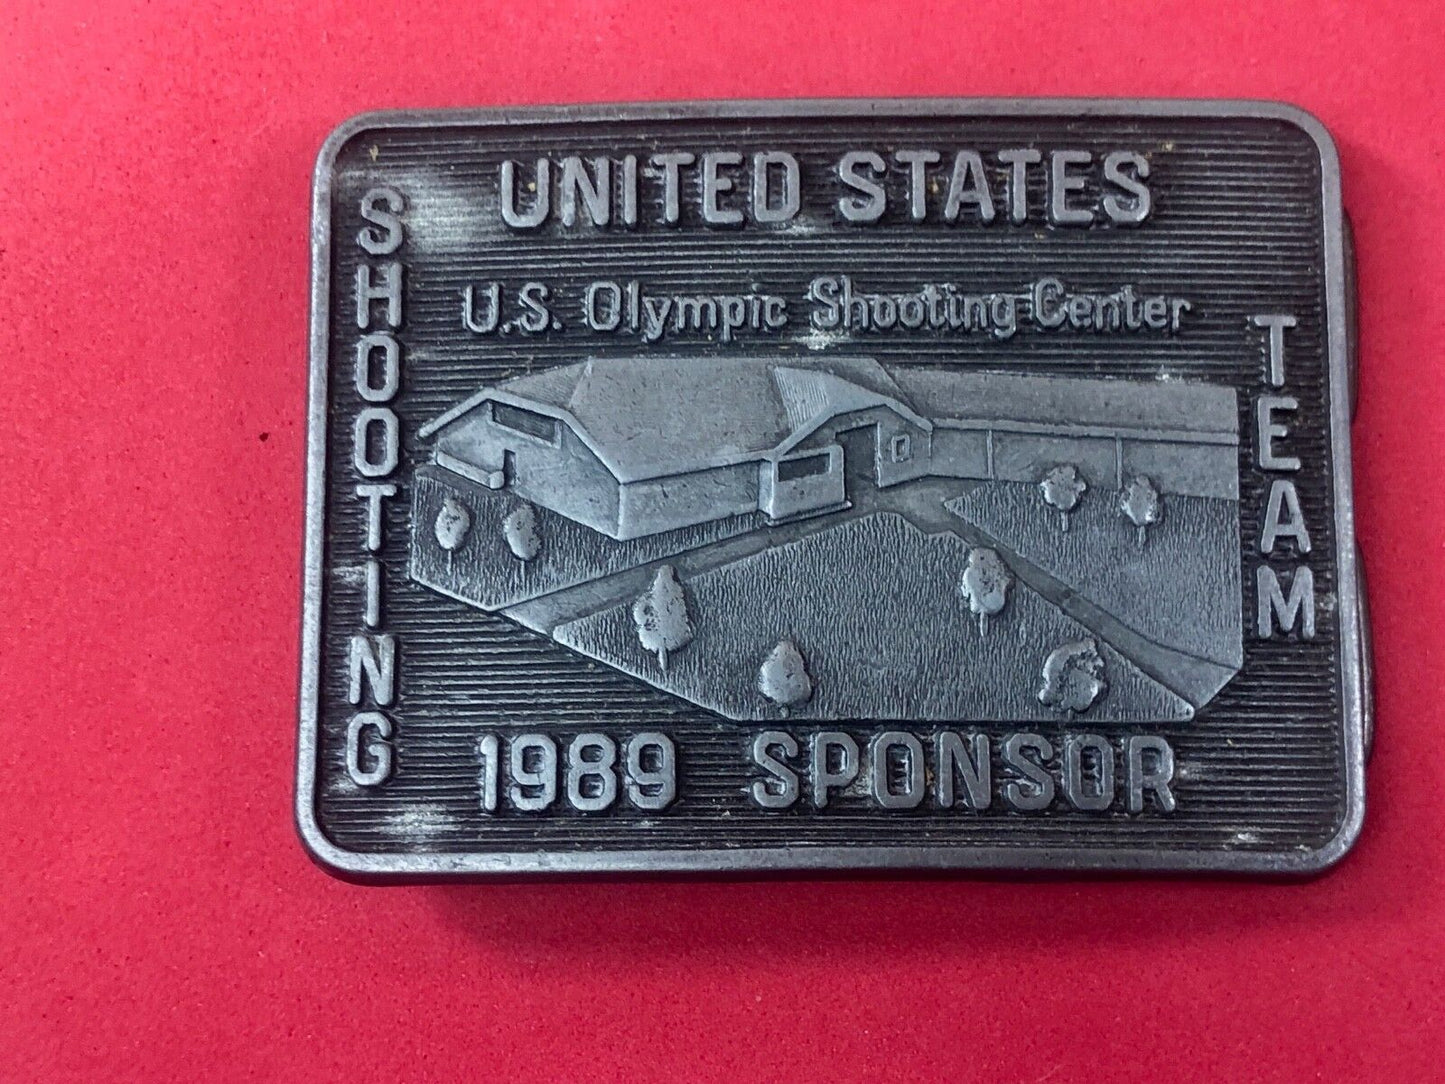 UNITED STATES
SHOOTING
TEAM
U.S. Olympic Shooting Center
1989 SPONSOR